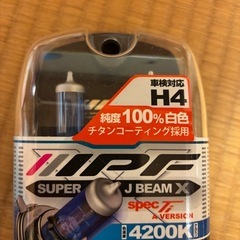 車検対応
H4
純度100%白色
チタンコーティング採用
IPF
SUPER J BEAM X
spec Ti
A VERSION
4200K